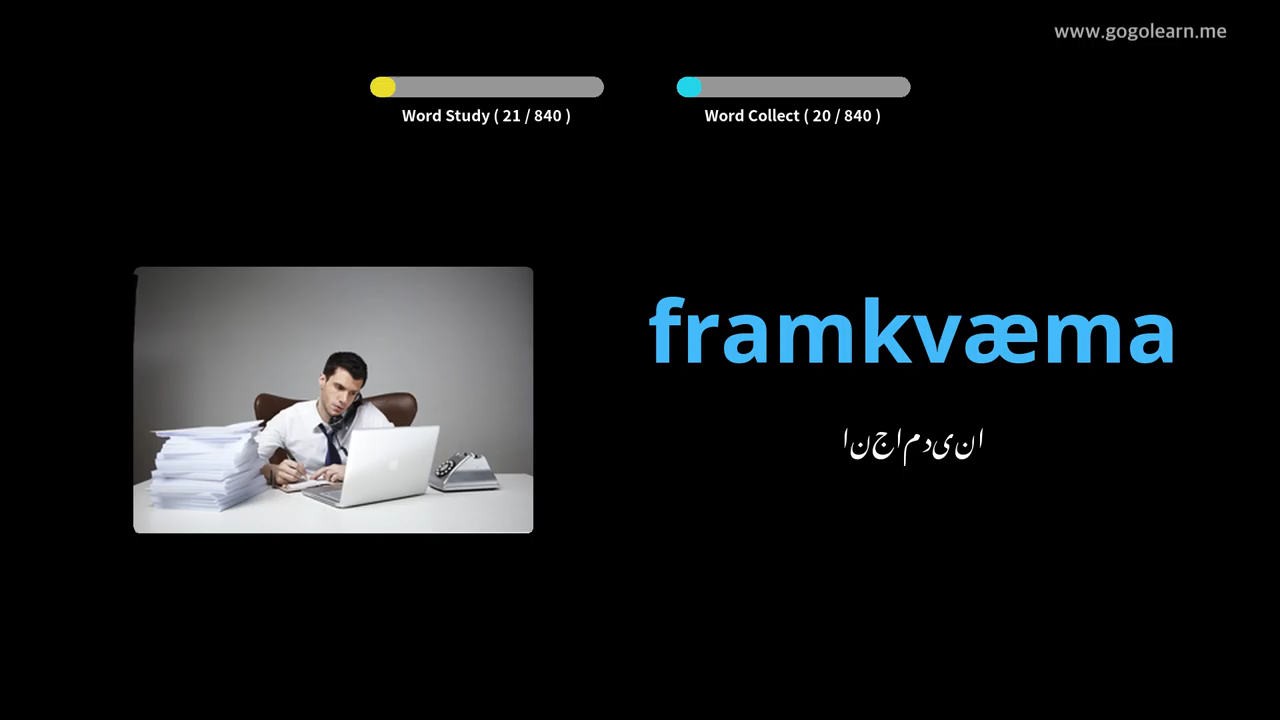 www.gogolearn.me
Word Study ( 21 / 840 )
Word Collect ( 20 / 840 )
framkvæma
انجام دینا